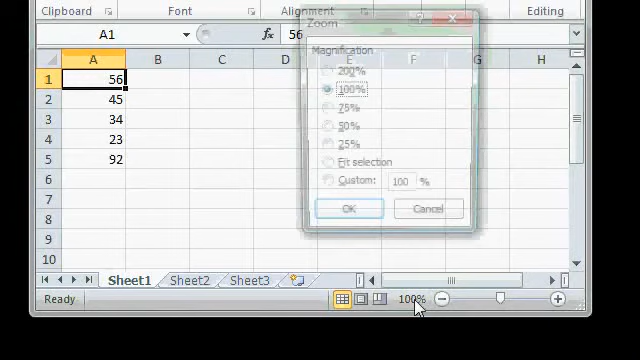 Clipboard Font Alignment Editing
A1 fx 56
Zoom
A B C D E F G H
Magnification
1 56
200%
100%
2 45
75%
3 34
50%
4 23
25%
5 92
Fit selection
6
Custom: 100 %
7
OK Cancel
8
9
10
Sheet1 Sheet2 Sheet3
Ready 100%